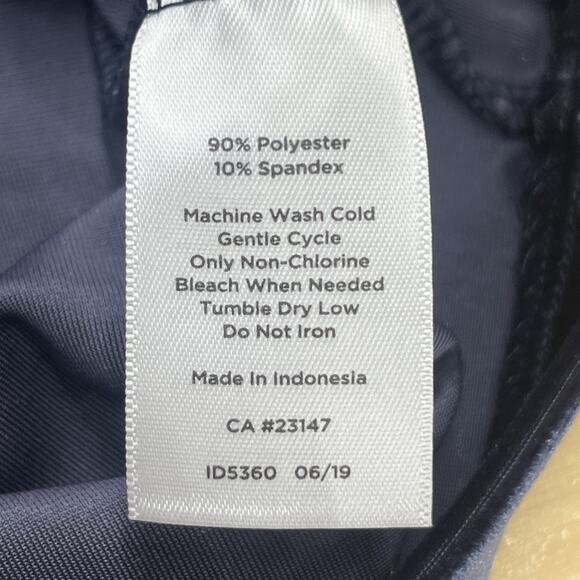 90% Polyester
10% Spandex
Machine Wash Cold
Gentle Cycle
Only Non-Chlorine
Bleach When Needed
Tumble Dry Low
Do Not Iron
Made In Indonesia
CA #23147
ID5360 06/19